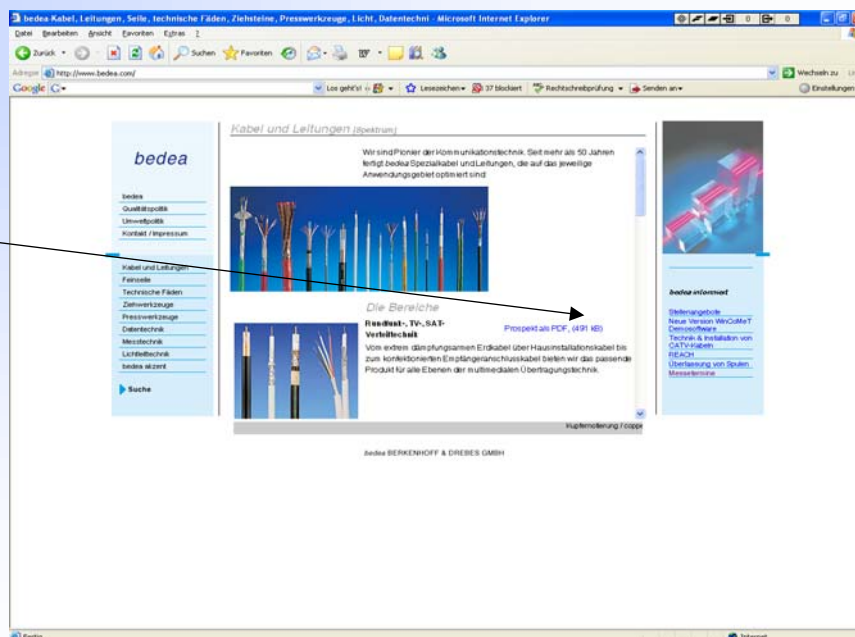 bedea Kabel, Leitungen, Seile, technische Fäden, Ziehsteine, Presswerkzeuge, Licht, Datentechni - Microsoft Internet Explorer
0 0
Datei Bearbeiten Ansicht Favoriten Extras ?
Zurück Suchen Favoriten
Adresse http://www.bedea.com/ Wechseln zu
Google G Los geht's! Lesezeichen 37 blockiert Rechtschreibprüfung Senden an Einstellungen
Kabel und Leitungen [Spektrum]
bedea
Wir sind Pionier der Kommunikationstechnik. Seit mehr als 50 Jahren
fertigt bedea Spezialkabel und Leitungen, die auf das jeweilige
Anwendungsgebiet optimiert sind
bedea
Qualitätspolitik
Umweltpolitik
Kontakt / Impressum
Kabel und Leitungen
Feinseile
Technische Fäden
Ziehwerkzeuge
Presswerkzeuge
Datentechnik
Messtechnik
Lichtleittechnik
bedea akzent
Suche
Die Bereiche
Rundfunk-, TV-, SAT-
Verteiltechnik
Prospekt als PDF, (491 kB)
Vom extrem dämpfungsarmen Erdkabel über Hausinstallationskabel bis
zum konfektionierten Empfängeranschlusskabel bieten wir das passende
Produkt für alle Ebenen der multimedialen Übertragungstechnik.
Kupfernotierung / coppe
bedea BERKENHOFF & DREBES GMBH
bedea informiert
Stellenangebote
Neue Version WinCoMeT
Demosoftware
Technik & Installation von
CATV-Kabeln
REACH
Überlassung von Spulen
Messetermine
Fertig Internet